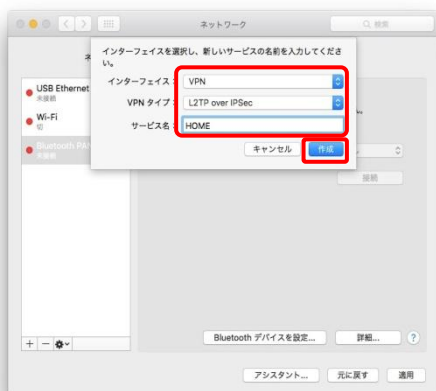 ネットワーク
検索
インターフェイスを選択し、新しいサービスの名前を入力してくださ
い。
インターフェイス：
VPN
VPN タイプ：
L2TP over IPSec
サービス名：
HOME
キャンセル
作成
USB Ethernet
未接続
Wi-Fi
切
Bluetooth PAN
未接続
接続
Bluetooth デバイスを設定...
詳細...
?
アシスタント...
元に戻す
適用